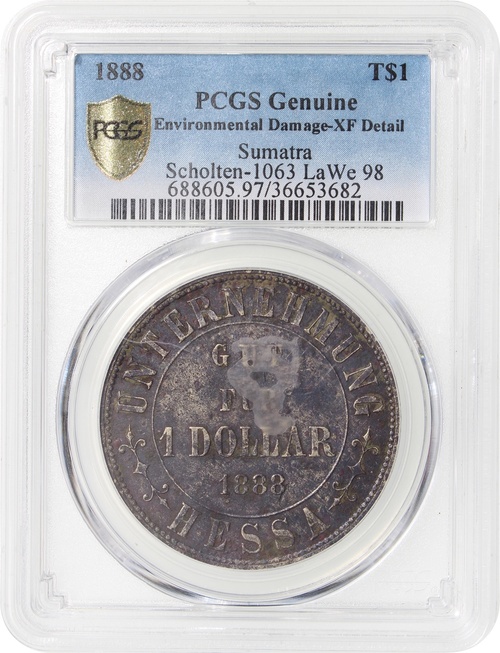 1888 T$1
PCGS Genuine
PCGS
Environmental Damage-XF Detail
Sumatra
Scholten-1063 LaWe 98
688605.97/36653682
UNTERNEHMUNG
GUT
1 DOLLAR
1888
HESSA